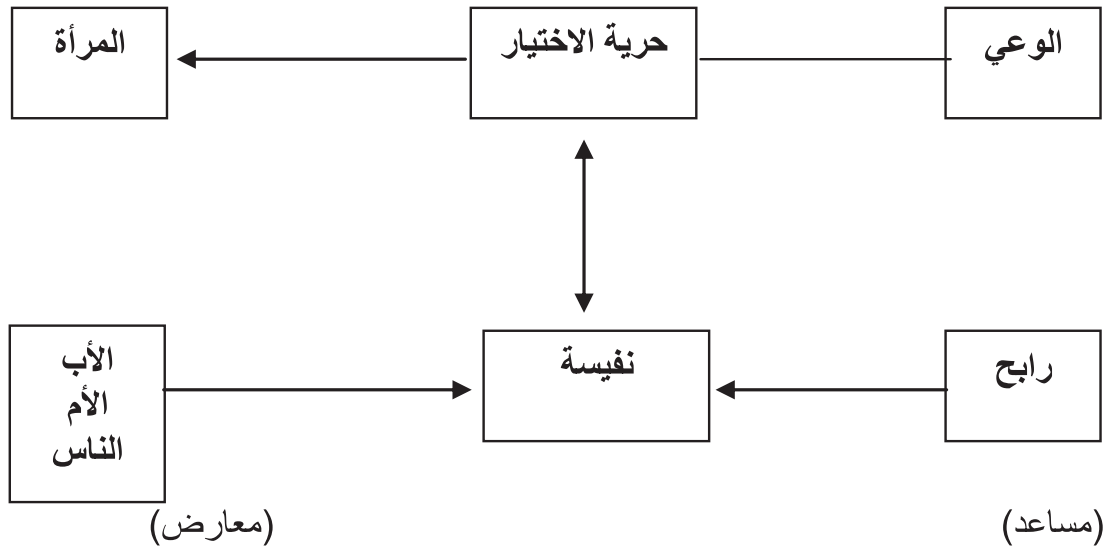 الوعي
حرية الاختيار
المرأة
رابح
نفيسة
الأب
الأم
الناس
(مساعد)
(معارض)